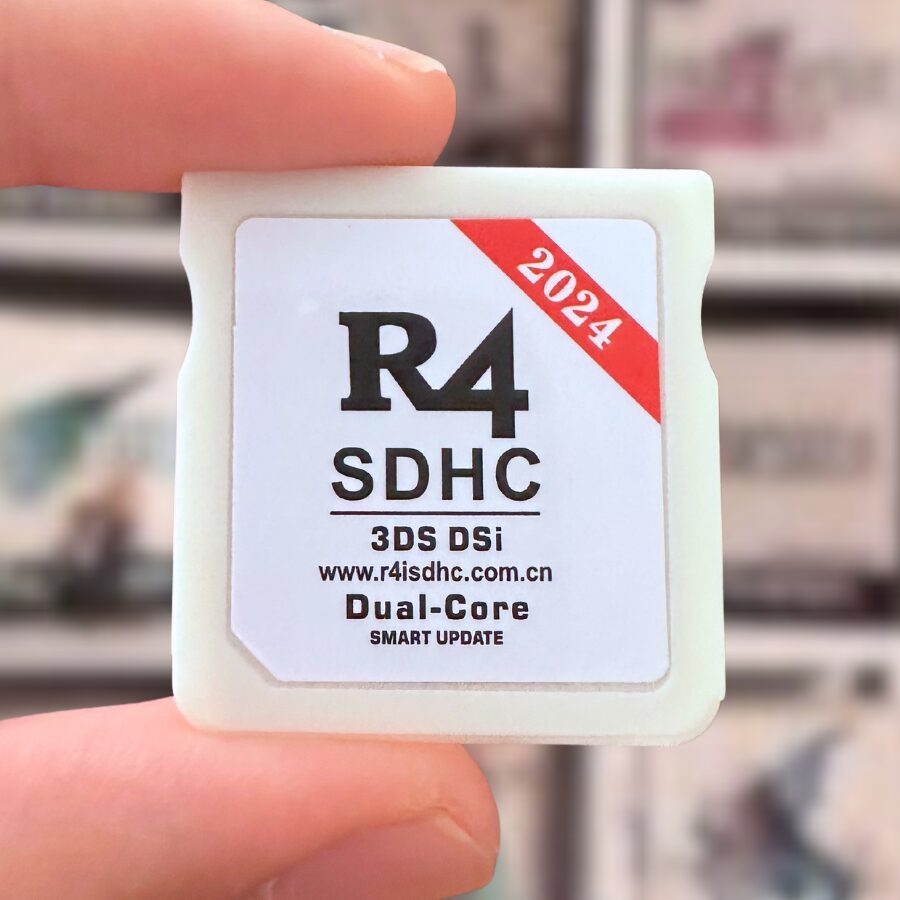 2024
R4
SDHC
3DS DSi
www.r4isdhc.com.cn
Dual-Core
SMART UPDATE